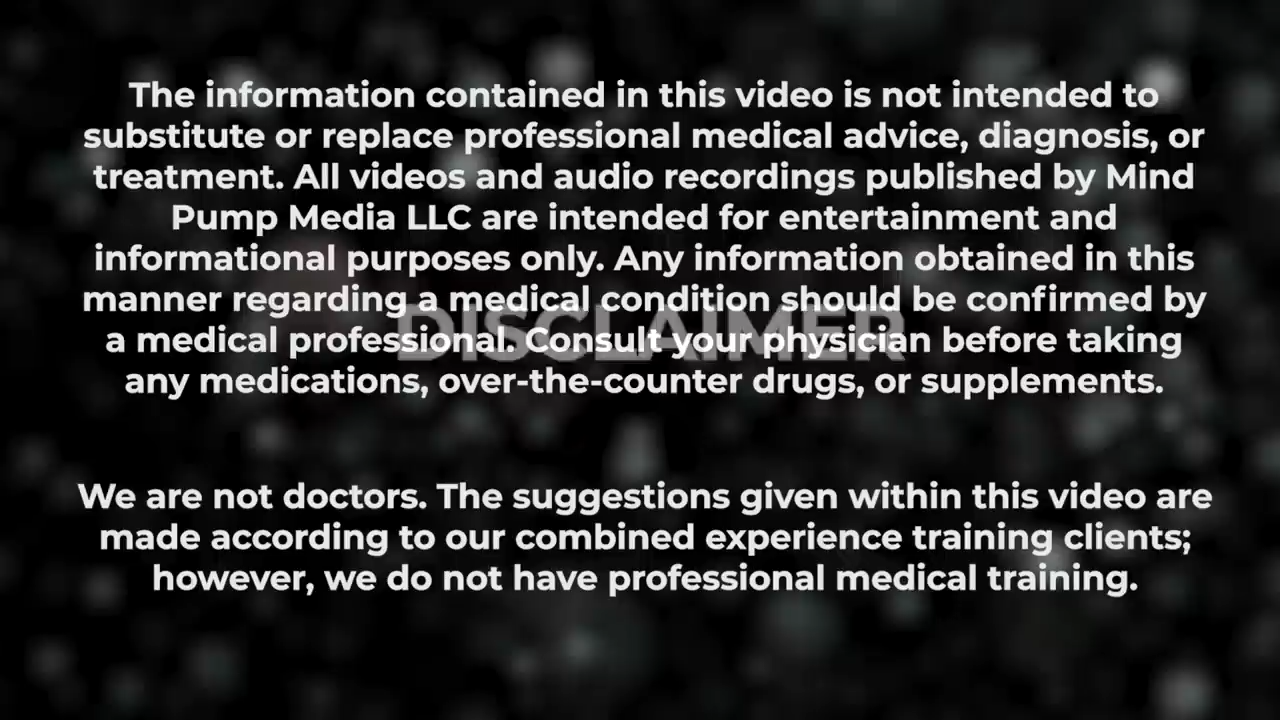 The information contained in this video is not intended to
substitute or replace professional medical advice, diagnosis, or
treatment. All videos and audio recordings published by Mind
Pump Media LLC are intended for entertainment and
informational purposes only. Any information obtained in this
manner regarding a medical condition should be confirmed by
DISCLAIMER
a medical professional. Consult your physician before taking
any medications, over-the-counter drugs, or supplements.
We are not doctors. The suggestions given within this video are
made according to our combined experience training clients;
however, we do not have professional medical training.